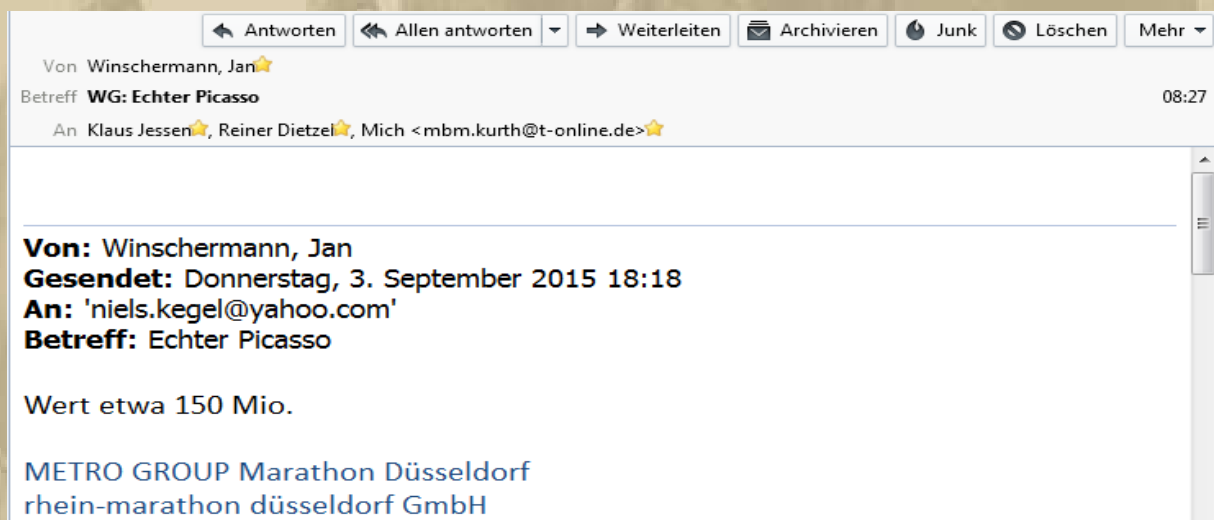 Antworten Allen antworten Weiterleiten Archivieren Junk Löschen Mehr
Von Winschermann, Jan
Betreff WG: Echter Picasso 08:27
An Klaus Jessen, Reiner Dietzel, Mich <mbm.kurth@t-online.de>
Von: Winschermann, Jan
Gesendet: Donnerstag, 3. September 2015 18:18
An: 'niels.kegel@yahoo.com'
Betreff: Echter Picasso
Wert etwa 150 Mio.
METRO GROUP Marathon Düsseldorf
rhein-marathon düsseldorf GmbH